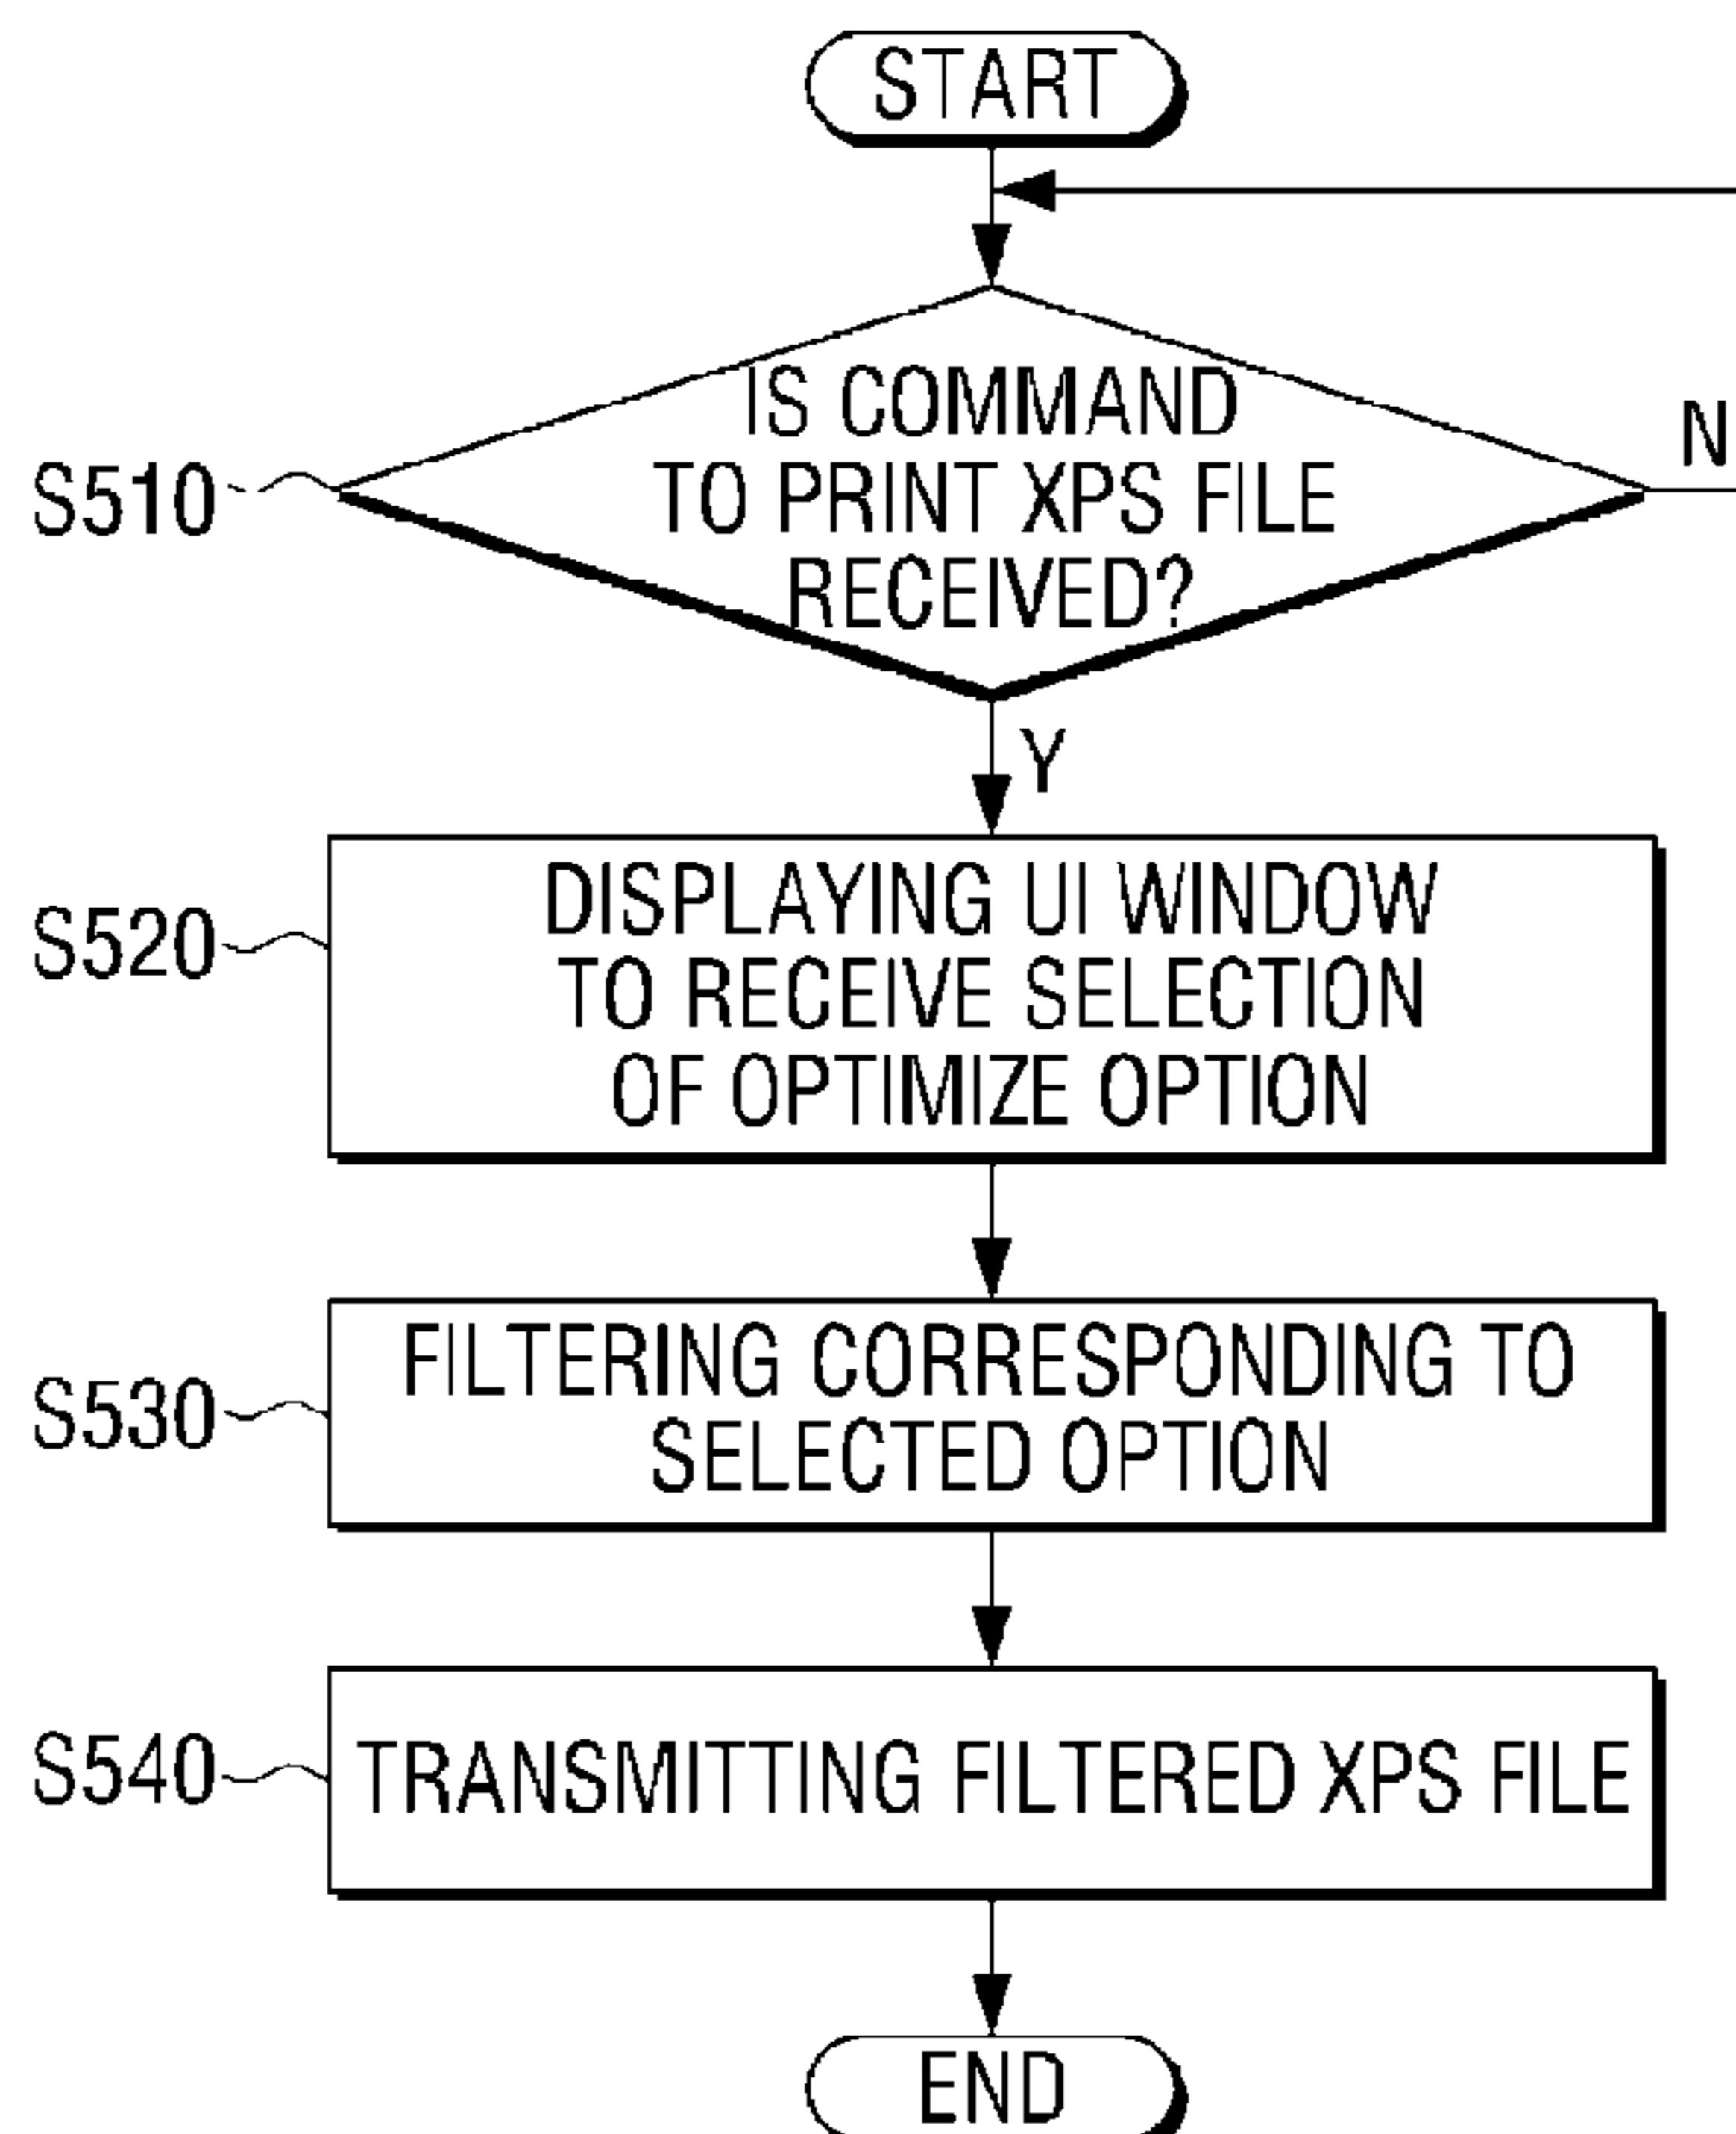 START
IS COMMAND
TO PRINT XPS FILE
RECEIVED?
N
S510
Y
DISPLAYING UI WINDOW
TO RECEIVE SELECTION
OF OPTIMIZE OPTION
S520
FILTERING CORRESPONDING TO
SELECTED OPTION
S530
TRANSMITTING FILTERED XPS FILE
S540
END